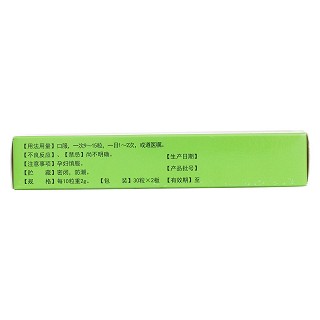 【用法用量】口服,一次9~15粒,一日1~2次,或遵医嘱。
【不良反应】、【禁忌】尚不明确。
【注意事项】孕妇慎服。
【贮 藏】密闭,防潮。
【规 格】每10粒重2g。【包 装】30粒×2板
【生产日期】
【产品批号】
【有效期】至